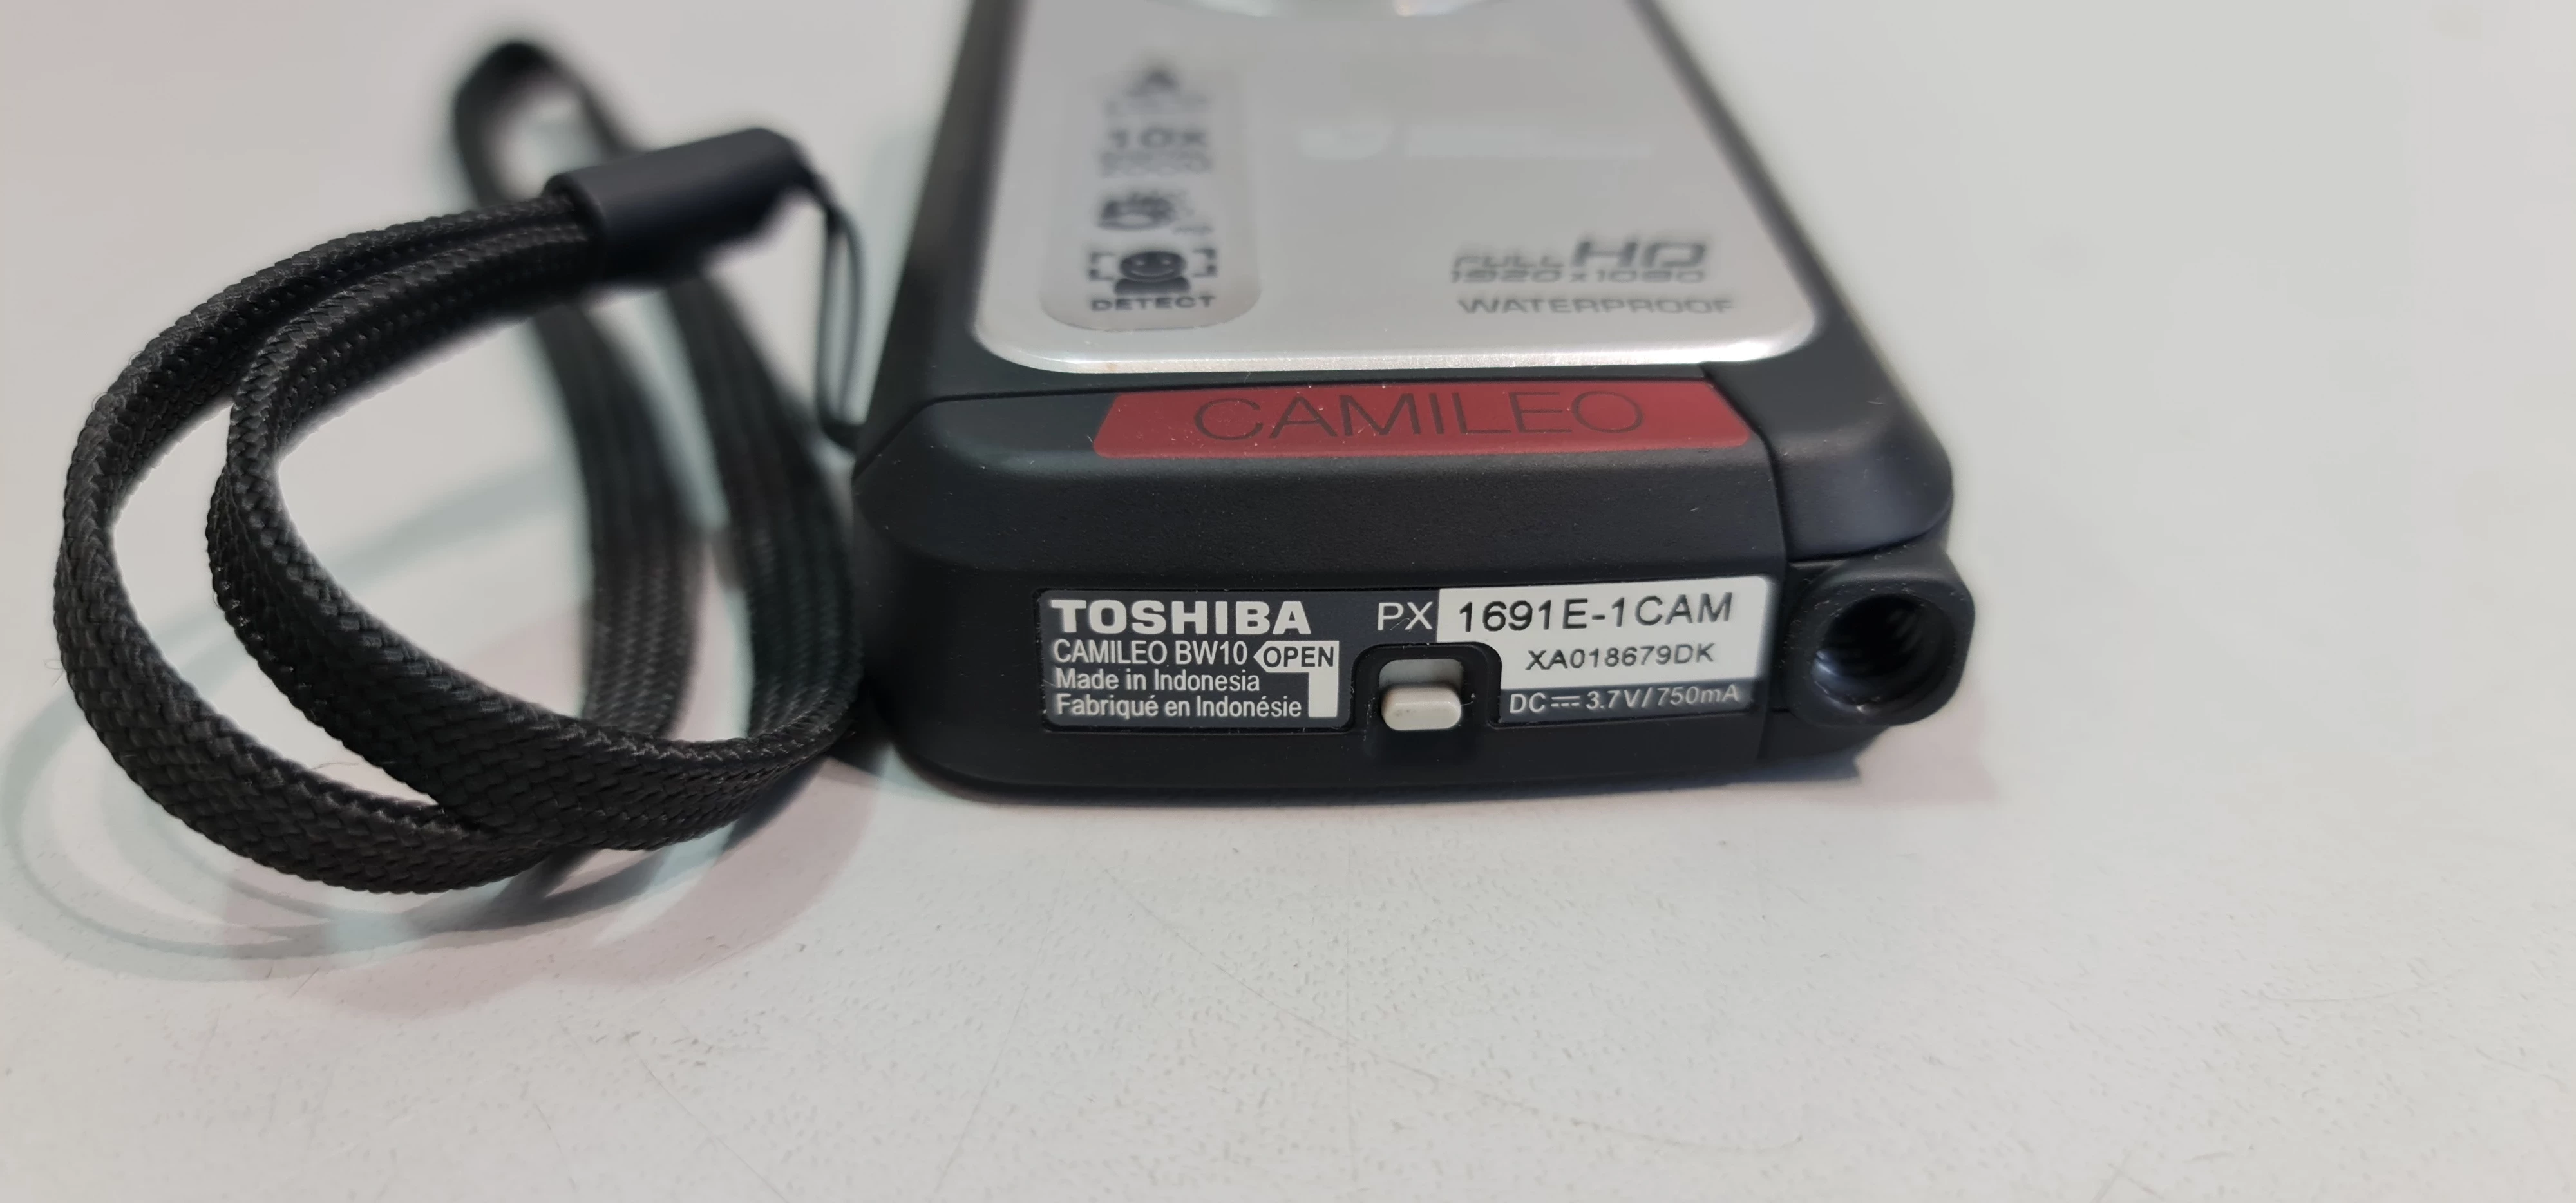 10X
DETECT
FULL HD
1920 x 1080
WATERPROOF
CAMILEO
TOSHIBA
CAMILEO BW10 OPEN
Made in Indonesia
Fabriqué en Indonésie
PX 1691E-1CAM
XA018679DK
DC 3.7V/750mA